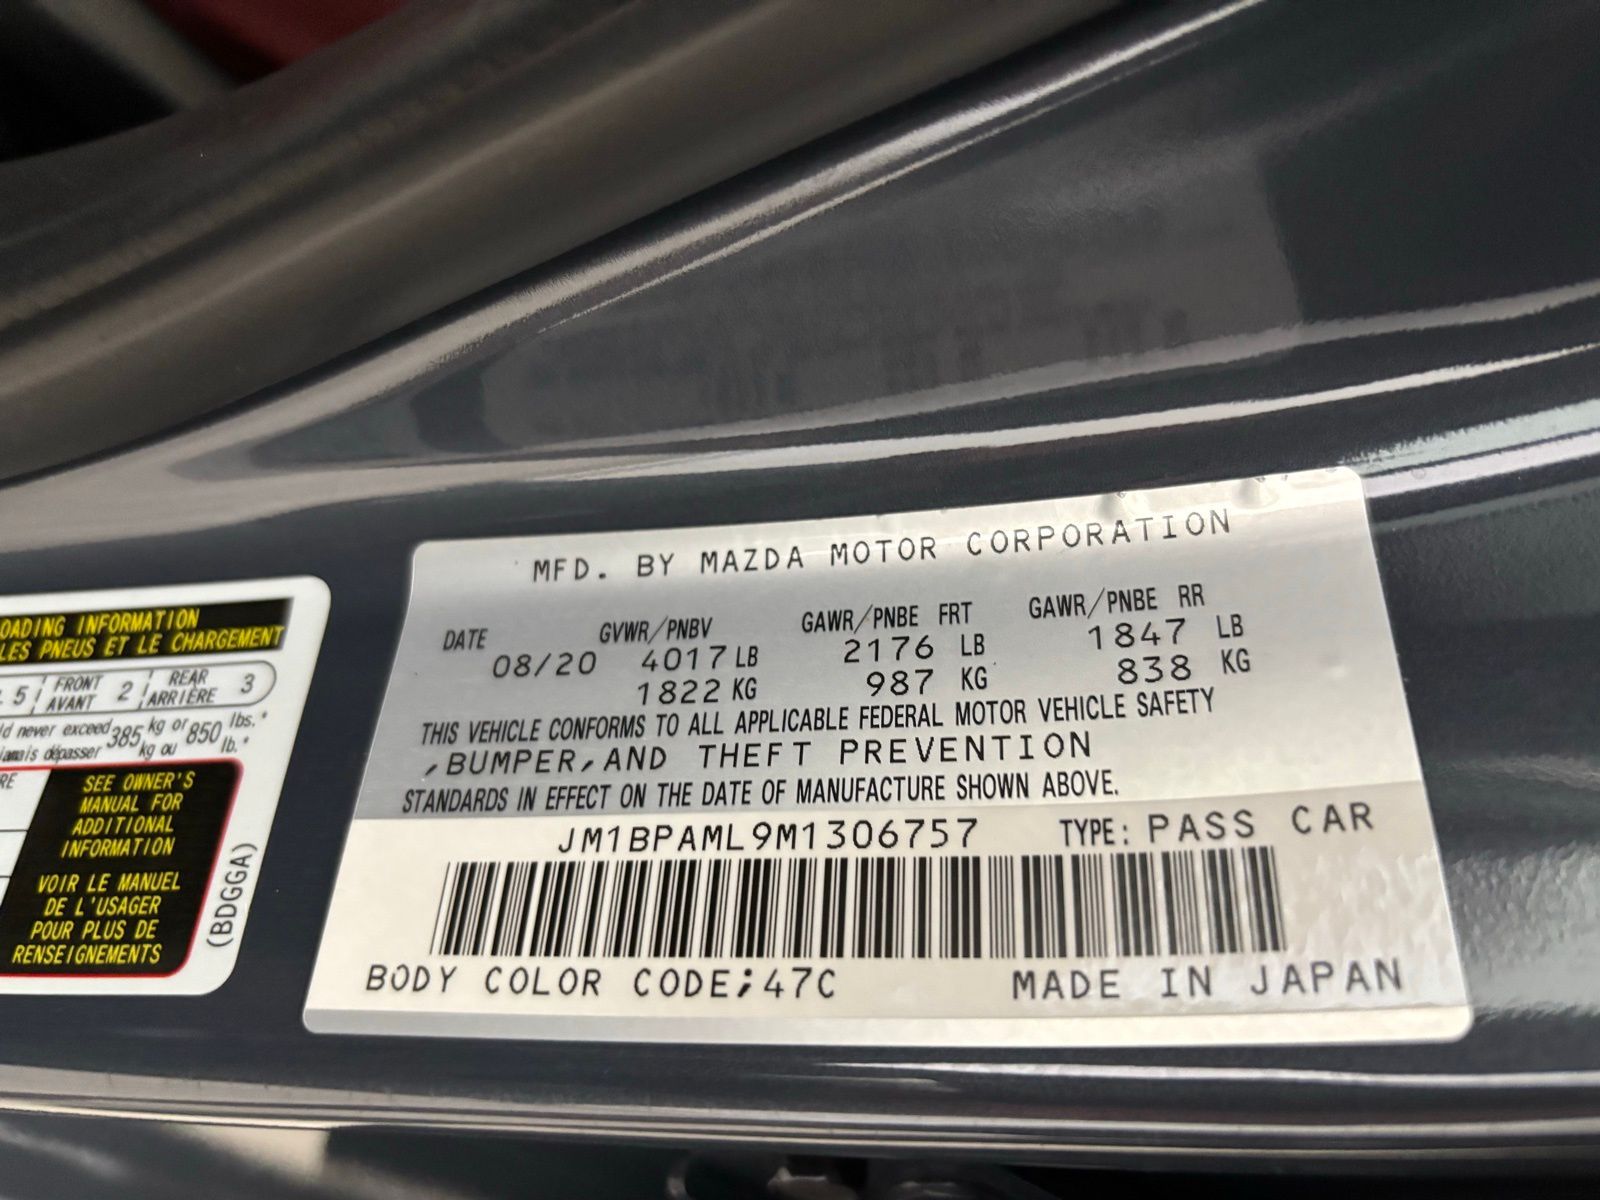 MFD. BY MAZDA MOTOR CORPORATION
DATE GVWR/PNBV GAWR/PNBE FRT GAWR/PNBE RR
08/20 4017 LB 2176 LB 1847 LB
1822 KG 987 KG 838 KG
THIS VEHICLE CONFORMS TO ALL APPLICABLE FEDERAL MOTOR VEHICLE SAFETY
,BUMPER,AND THEFT PREVENTION
STANDARDS IN EFFECT ON THE DATE OF MANUFACTURE SHOWN ABOVE.
JM1BPAML9M1306757 TYPE: PASS CAR
BODY COLOR CODE;47C MADE IN JAPAN
OADING INFORMATION
LES PNEUS ET LE CHARGEMENT
5 FRONT 2 REAR 3
AVANT ARRIÈRE
never exceed 385 kg or 850 lbs.*
dépasser kg ou lb.*
SEE OWNER'S
MANUAL FOR
ADDITIONAL
INFORMATION
VOIR LE MANUEL
DE L'USAGER
POUR PLUS DE
RENSEIGNEMENTS
(BDGGA)